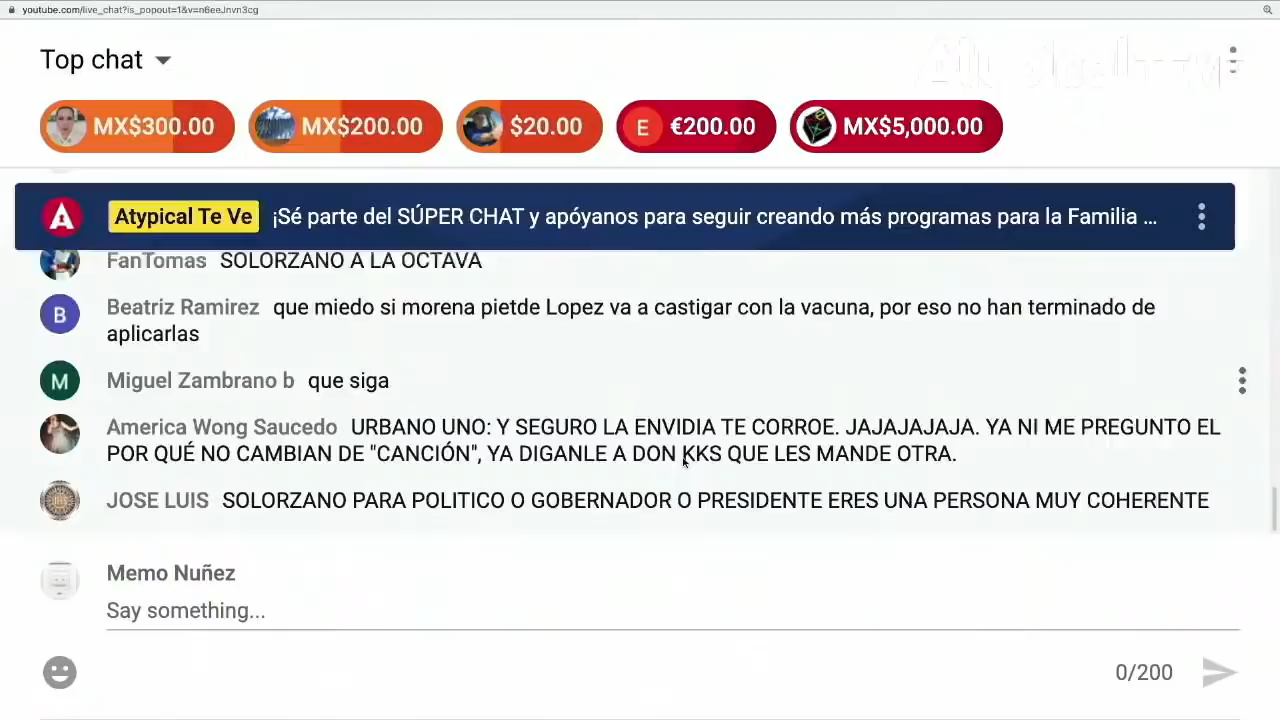 youtube.com/live_chat?is_popout=1&v=n6eeJnvn3cg
Top chat
MX$300.00 MX$200.00 $20.00 E €200.00 MX$5,000.00
A Atypical Te Ve ¡Sé parte del SÚPER CHAT y apóyanos para seguir creando más programas para la Familia ...
FanTomas SOLORZANO A LA OCTAVA
B Beatriz Ramirez que miedo si morena pietde Lopez va a castigar con la vacuna, por eso no han terminado de
aplicarlas
M Miguel Zambrano b que siga
America Wong Saucedo URBANO UNO: Y SEGURO LA ENVIDIA TE CORROE. JAJAJAJAJA. YA NI ME PREGUNTO EL
POR QUÉ NO CAMBIAN DE "CANCIÓN", YA DIGANLE A DON KKS QUE LES MANDE OTRA.
JOSE LUIS SOLORZANO PARA POLITICO O GOBERNADOR O PRESIDENTE ERES UNA PERSONA MUY COHERENTE
Memo Nuñez
Say something...
0/200